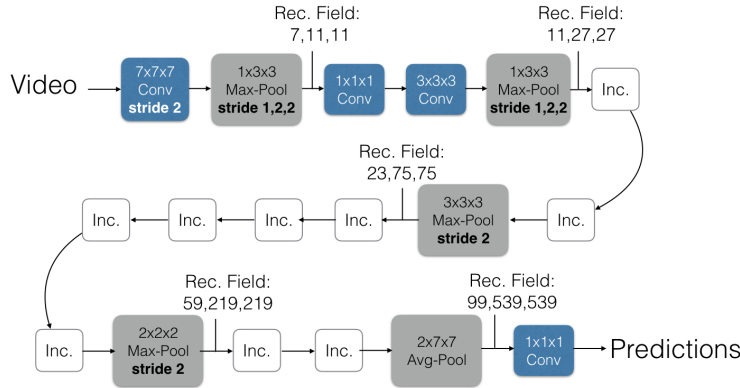 Rec. Field:
7,11,11
Rec. Field:
11,27,27
Video
7x7x7
Conv
stride 2
1x3x3
Max-Pool
stride 1,2,2
1x1x1
Conv
3x3x3
Conv
1x3x3
Max-Pool
stride 1,2,2
Inc.
Rec. Field:
23,75,75
Inc.
Inc.
Inc.
Inc.
3x3x3
Max-Pool
stride 2
Inc.
Rec. Field:
59,219,219
Rec. Field:
99,539,539
Inc.
2x2x2
Max-Pool
stride 2
Inc.
Inc.
2x7x7
Avg-Pool
1x1x1
Conv
Predictions